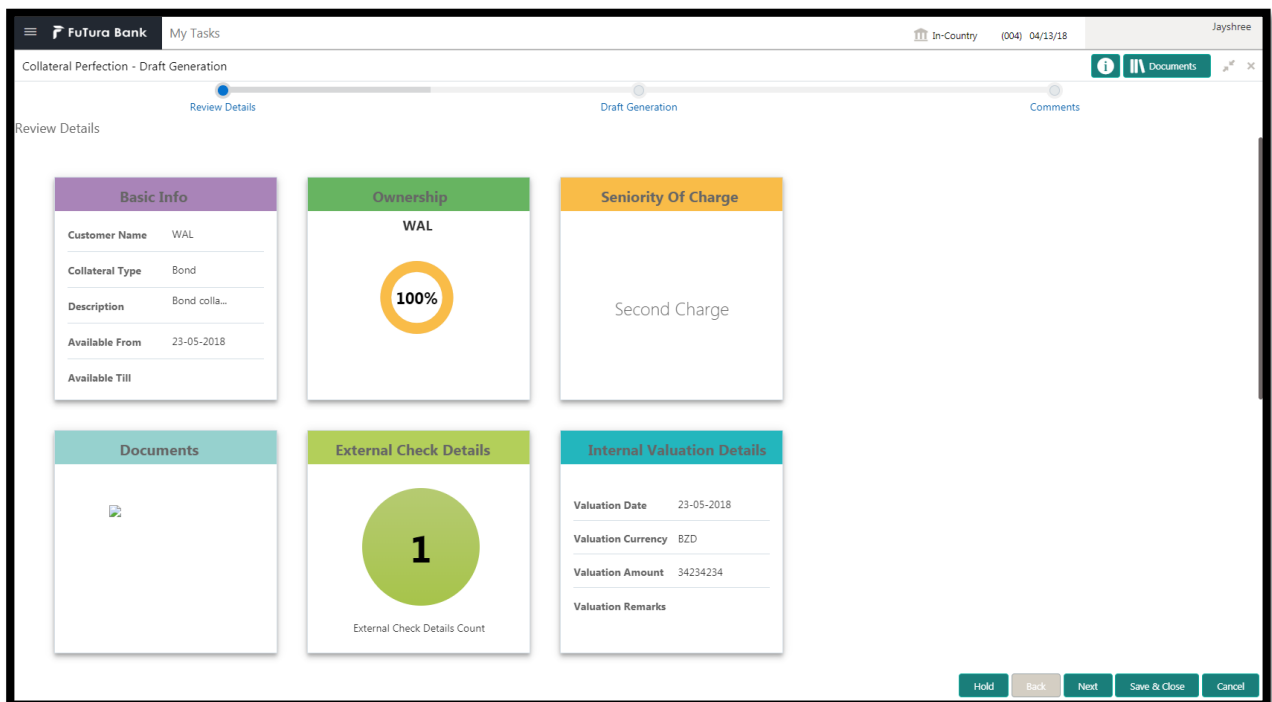 FuTura Bank
My Tasks
In-Country (004) 04/13/18
Jayshree
Collateral Perfection - Draft Generation
i
Documents
Review Details
Draft Generation
Comments
Review Details
Basic Info
Customer Name WAL
Collateral Type Bond
Description Bond colla...
Available From 23-05-2018
Available Till
Ownership
WAL
100%
Seniority Of Charge
Second Charge
Documents
External Check Details
1
External Check Details Count
Internal Valuation Details
Valuation Date 23-05-2018
Valuation Currency BZD
Valuation Amount 34234234
Valuation Remarks
Hold
Back
Next
Save & Close
Cancel